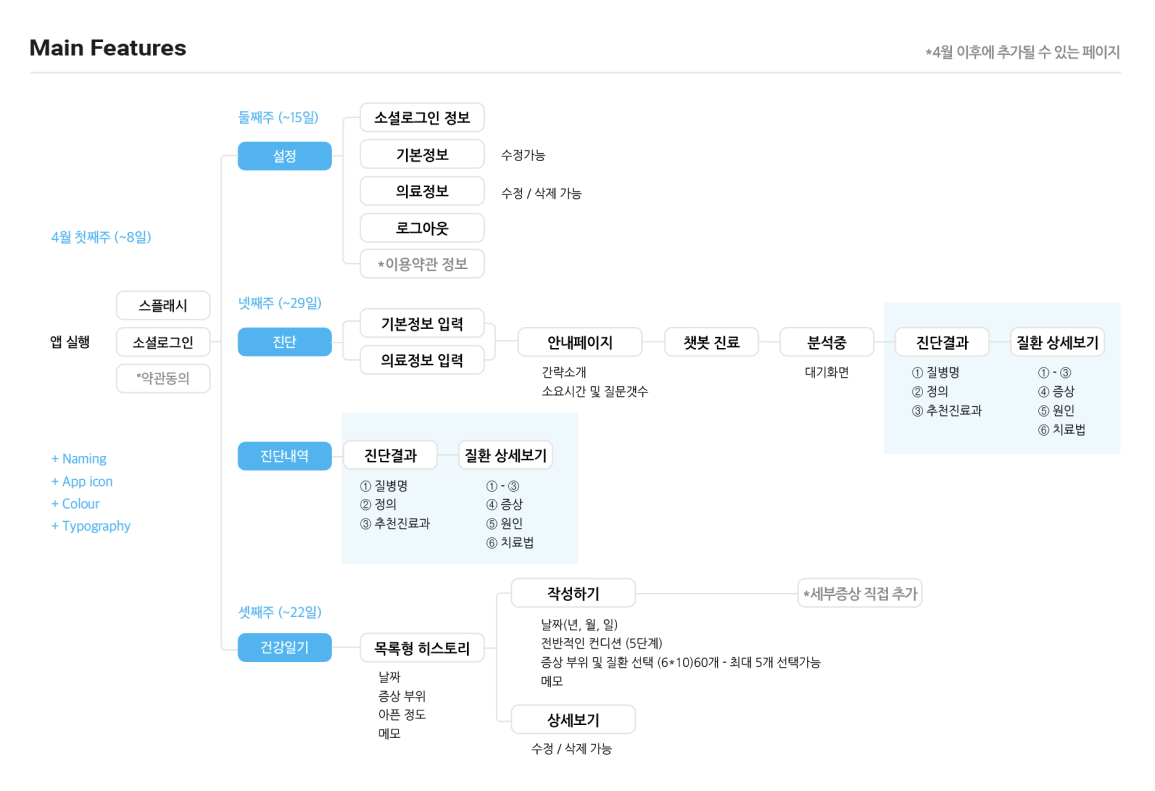 Main Features
*4월 이후에 추가될 수 있는 페이지
4월 첫째주 (~8일)
앱 실행
스플래시
소셜로그인
*약관동의
+ Naming
+ App icon
+ Colour
+ Typography
둘째주 (~15일)
설정
소셜로그인 정보
기본정보
수정가능
의료정보
수정 / 삭제 가능
로그아웃
*이용약관 정보
넷째주 (~29일)
진단
기본정보 입력
의료정보 입력
안내페이지
간략소개
소요시간 및 질문갯수
챗봇 진료
분석중
대기화면
진단결과
① 질병명
② 정의
③ 추천진료과
질환 상세보기
① - ③
④ 증상
⑤ 원인
⑥ 치료법
진단내역
진단결과
① 질병명
② 정의
③ 추천진료과
질환 상세보기
① - ③
④ 증상
⑤ 원인
⑥ 치료법
셋째주 (~22일)
건강일기
목록형 히스토리
날짜
증상 부위
아픈 정도
메모
작성하기
날짜(년, 월, 일)
전반적인 컨디션 (5단계)
증상 부위 및 질환 선택 (6*10)60개 - 최대 5개 선택가능
메모
*세부증상 직접 추가
상세보기
수정 / 삭제 가능